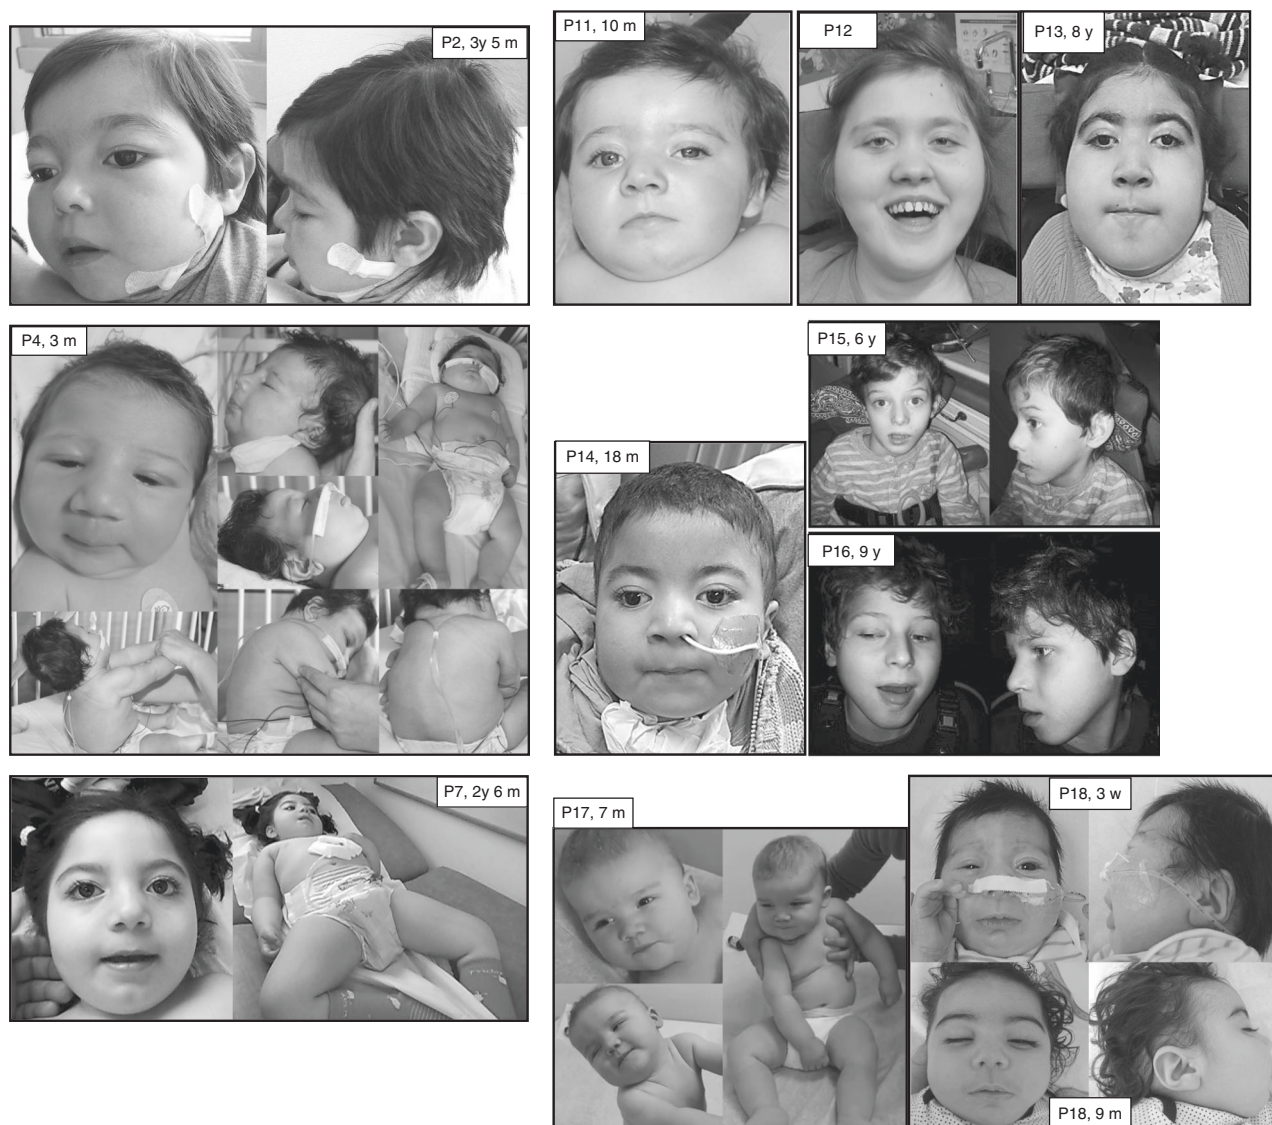 P2, 3y 5 m
P11, 10 m
P12
P13, 8 y
P4, 3 m
P15, 6 y
P14, 18 m
P16, 9 y
P7, 2y 6 m
P17, 7 m
P18, 3 w
P18, 9 m